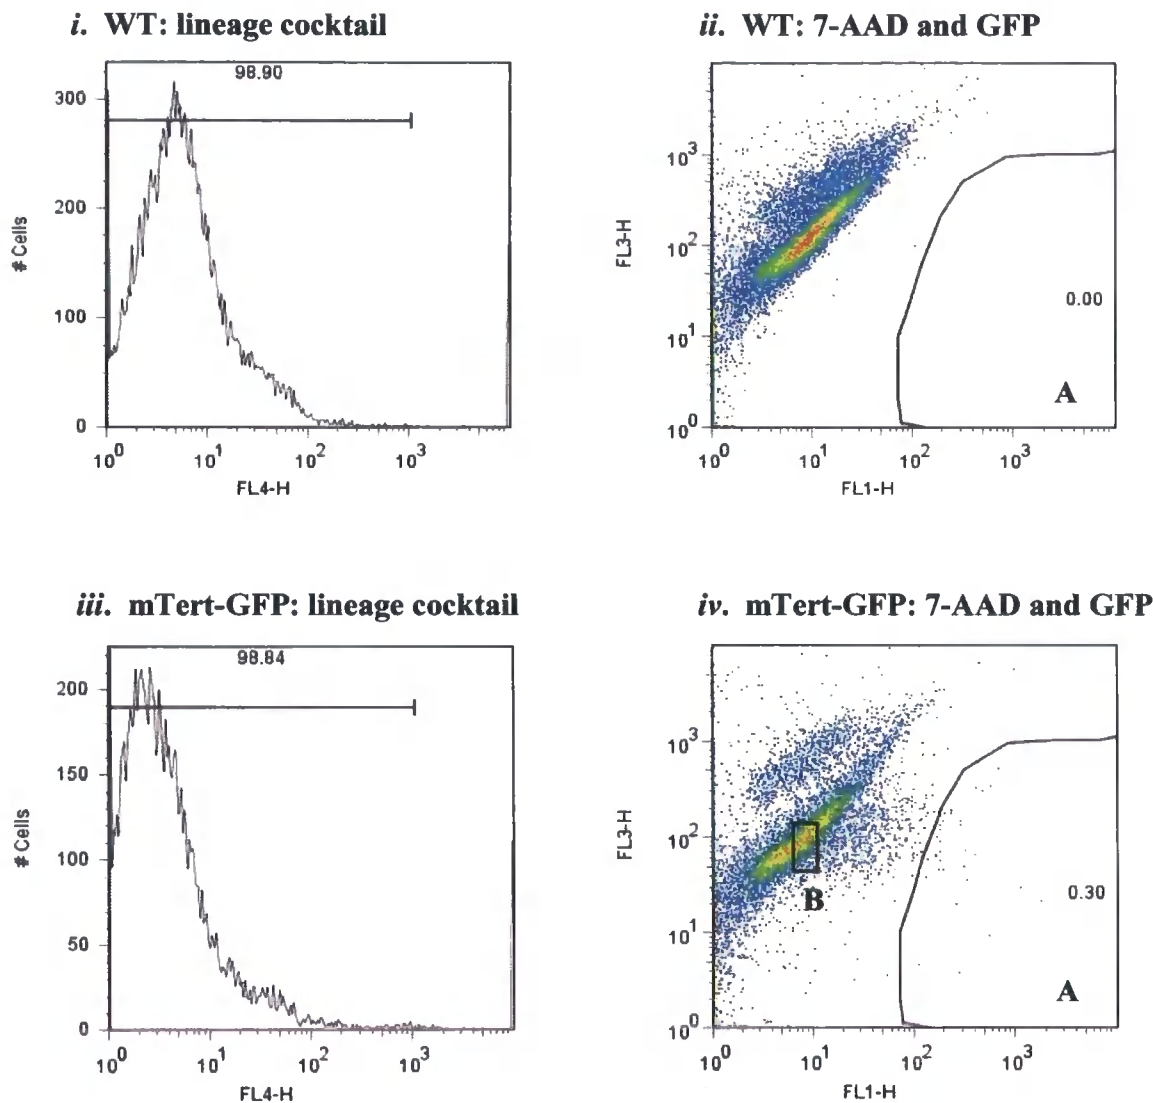 i. WT: lineage cocktail
98.90
300
200
100
0
# Cells
10^0 10^1 10^2 10^3
FL4-H
ii. WT: 7-AAD and GFP
10^3
10^2
10^1
10^0
FL3-H
0.00
A
10^0 10^1 10^2 10^3
FL1-H
iii. mTert-GFP: lineage cocktail
98.84
200
150
100
50
0
# Cells
10^0 10^1 10^2 10^3
FL4-H
iv. mTert-GFP: 7-AAD and GFP
10^3
10^2
10^1
10^0
FL3-H
B
0.30
A
10^0 10^1 10^2 10^3
FL1-H